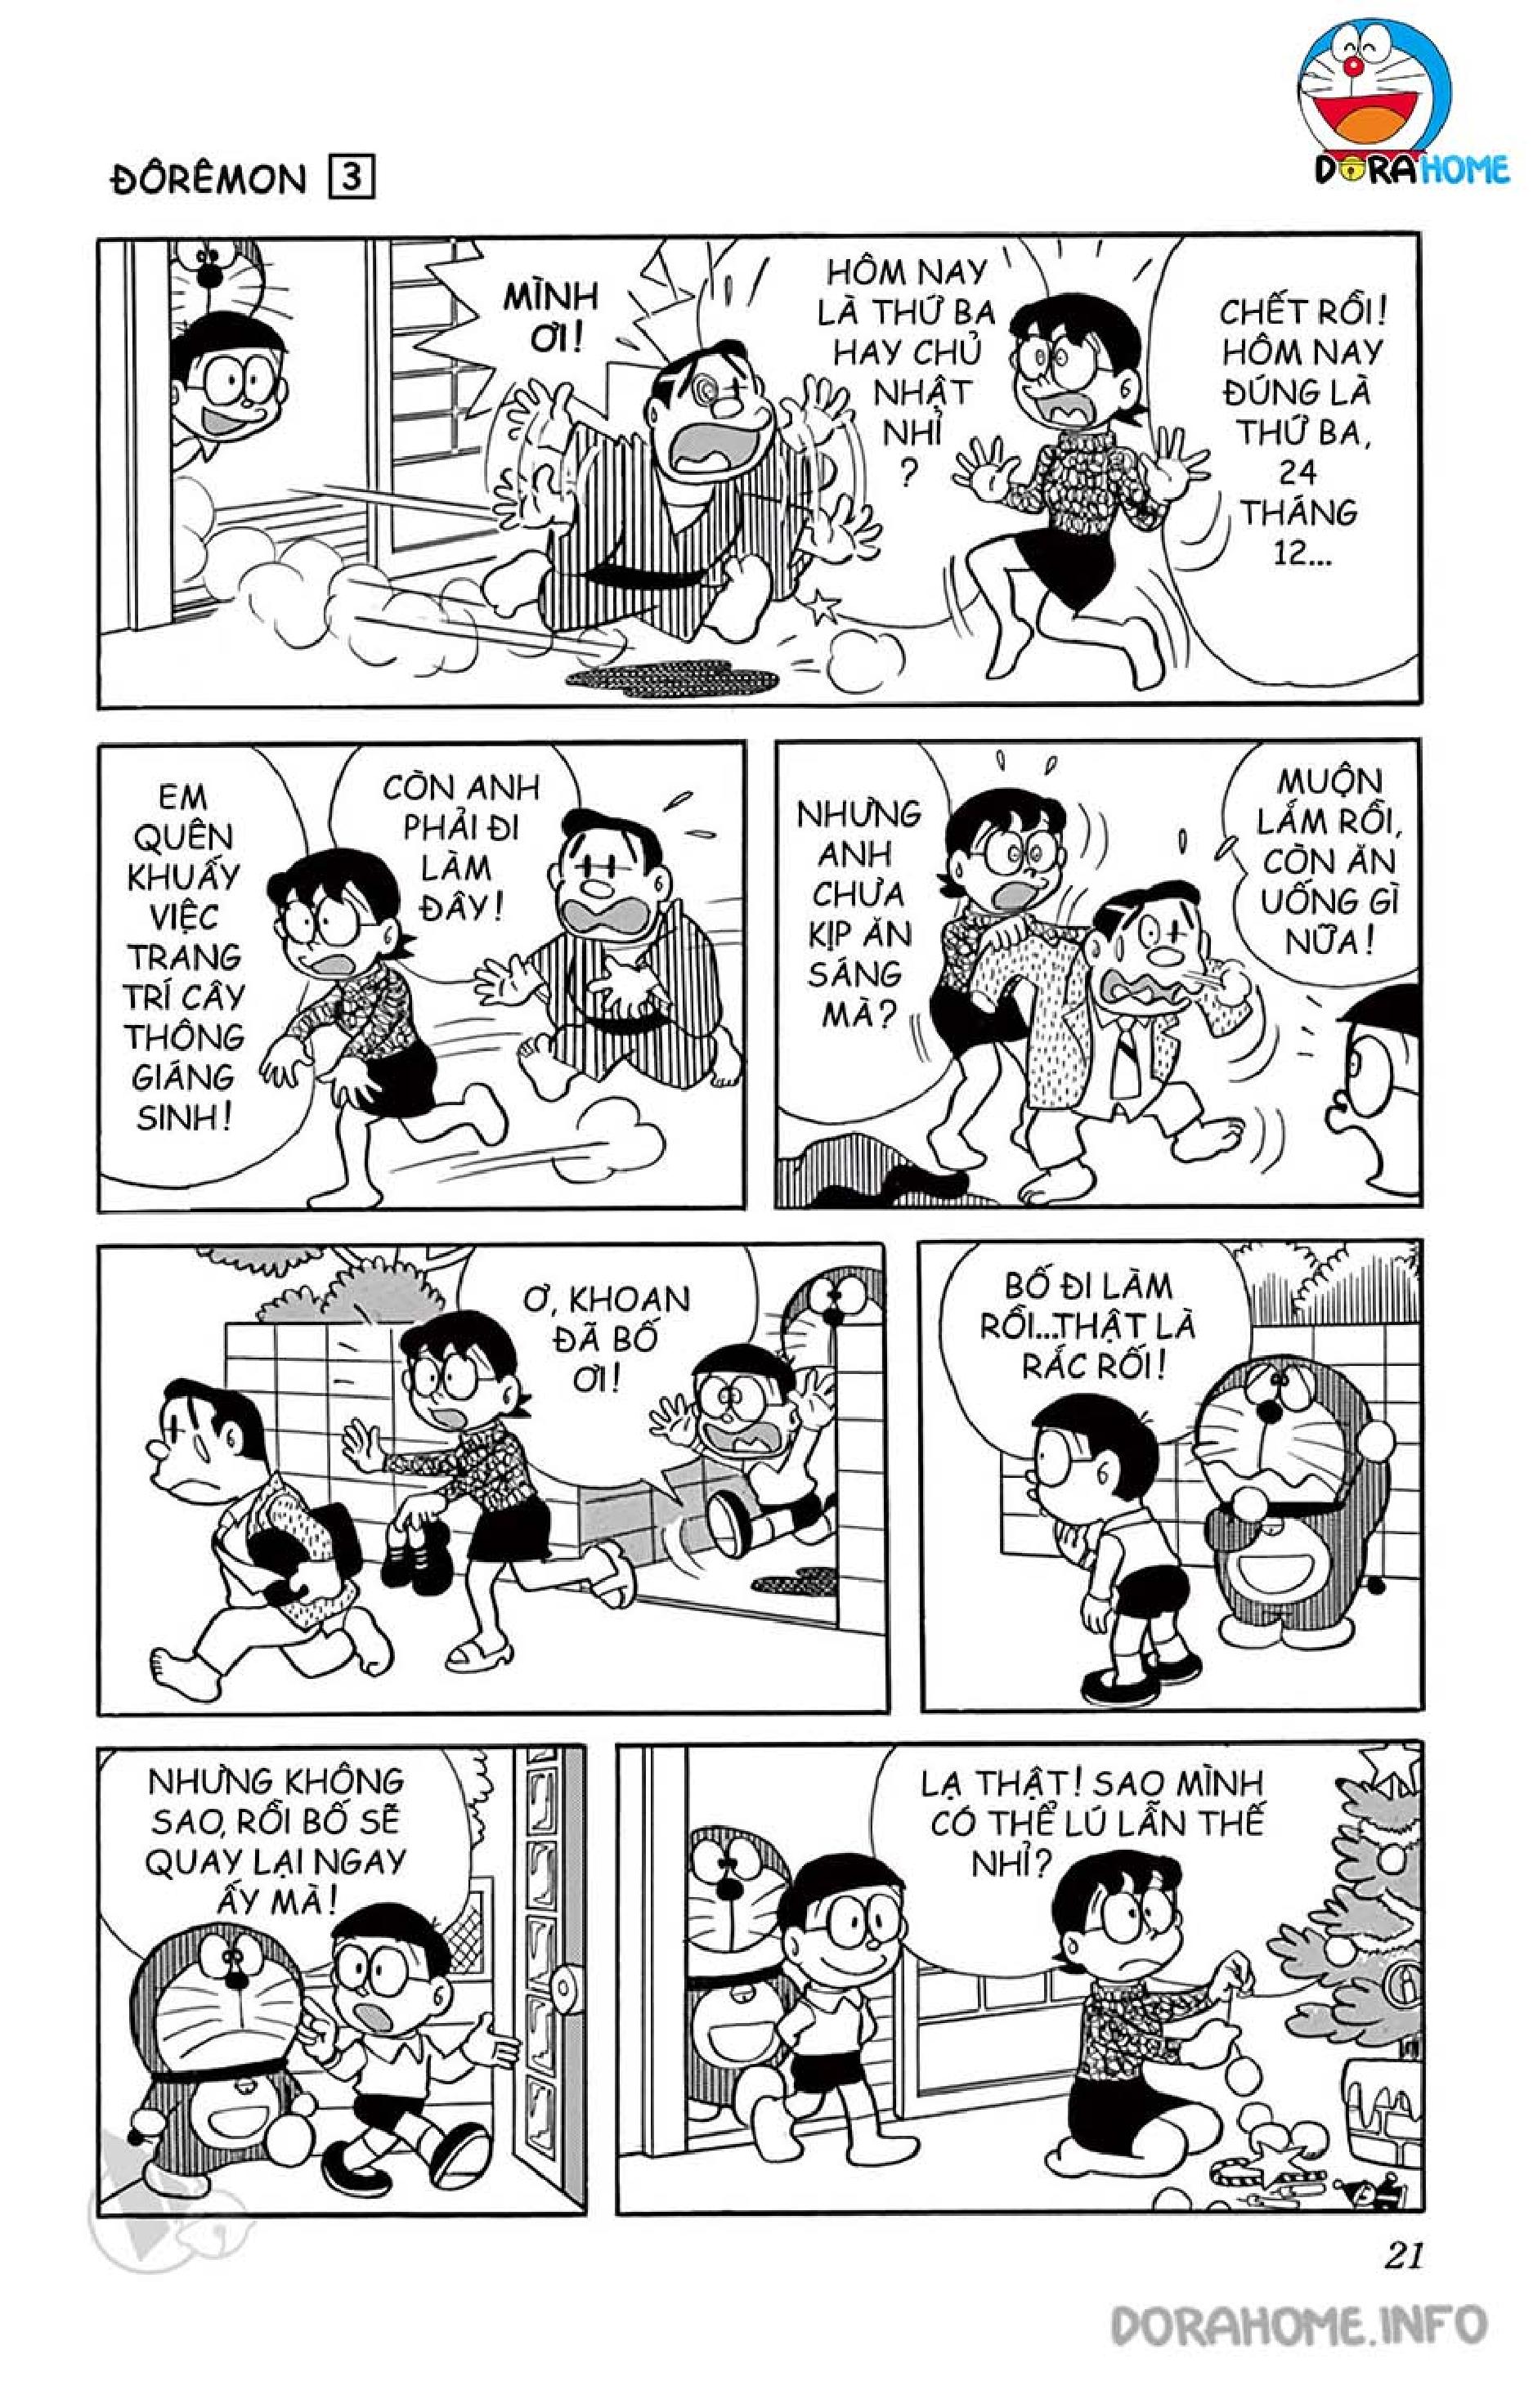 DORAHOME
ĐÔRÊMON 3
MÌNH
ƠI!
HÔM NAY
LÀ THỨ BA
HAY CHỦ
NHẬT
NHỈ
?
CHẾT RỒI!
HÔM NAY
ĐÚNG LÀ
THỨ BA,
24
THÁNG
12...
EM
QUÊN
KHUẤY
VIỆC
TRANG
TRÍ CÂY
THÔNG
GIÁNG
SINH!
CÒN ANH
PHẢI ĐI
LÀM
ĐÂY!
NHƯNG
ANH
CHƯA
KỊP ĂN
SÁNG
MÀ?
MUỘN
LẮM RỒI,
CÒN ĂN
UỐNG GÌ
NỮA!
Ơ, KHOAN
ĐÃ BỐ
ƠI!
BỐ ĐI LÀM
RỒI...THẬT LÀ
RẮC RỐI!
NHƯNG KHÔNG
SAO, RỒI BỐ SẼ
QUAY LẠI NGAY
ẤY MÀ!
LẠ THẬT! SAO MÌNH
CÓ THỂ LÚ LẪN THẾ
NHỈ?
21
DORAHOME.INFO